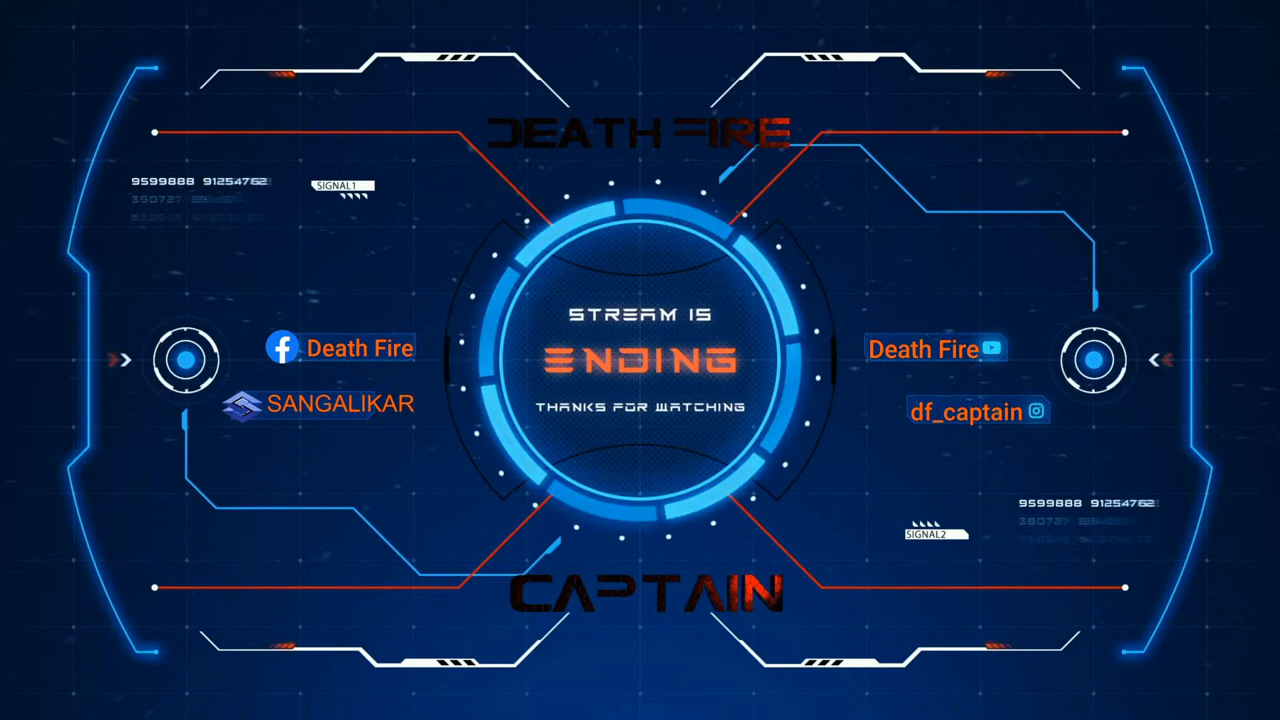 DEATH FIRE
9599888 91254762
SIGNAL1
STREAM IS
ENDING
THANKS FOR WATCHING
Death Fire
SANGALIKAR
Death Fire
df_captain
9599888 91254762
SIGNAL2
CAPTAIN